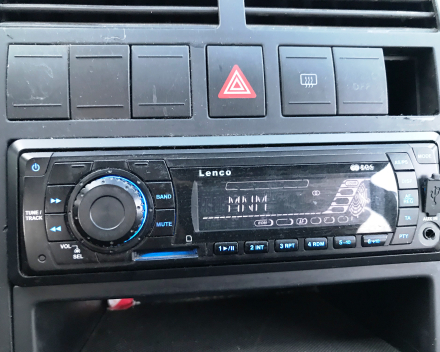 Lenco
BAND
MUTE
TUNE /
TRACK
VOL
SEL
1 ►/II
2 INT
3 RPT
4 RDM
TA
PTY